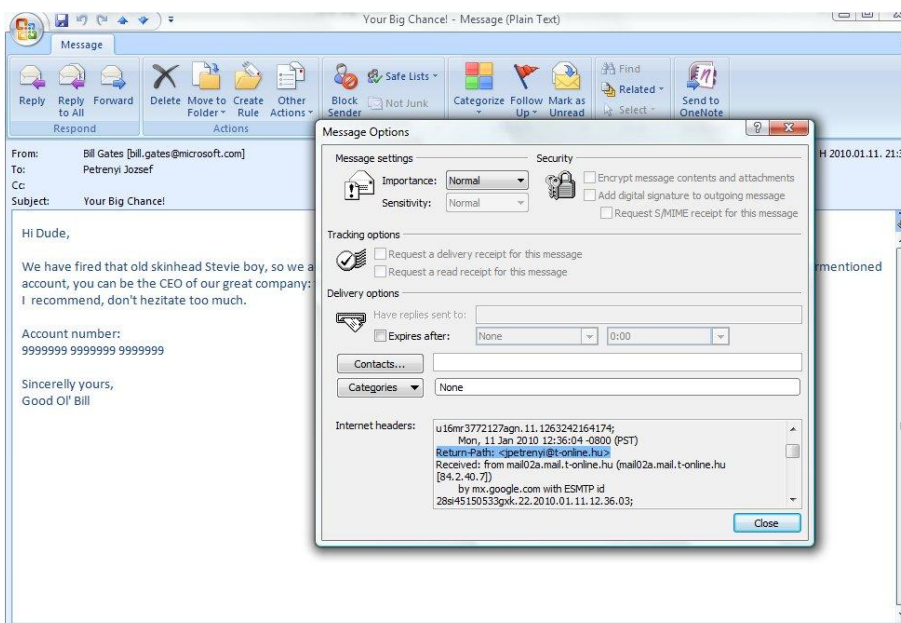 Your Big Chance! - Message (Plain Text)
Message
Reply
Reply to All
Forward
Delete
Move to Folder
Create Rule
Other Actions
Block Sender
Safe Lists
Not Junk
Categorize
Follow Up
Mark as Unread
Find
Related
Select
Send to OneNote
Respond
Actions
From: Bill Gates [bill.gates@microsoft.com]
H 2010.01.11. 21:3
To: Petrenyi Jozsef
Cc:
Subject: Your Big Chance!
Hi Dude,
We have fired that old skinhead Stevie boy, so we a
rmentioned
account, you can be the CEO of our great company:
I recommend, don't hezitate too much.
Account number:
9999999 9999999 9999999
Sincerelly yours,
Good Ol' Bill
Message Options
Message settings
Security
Importance: Normal
Encrypt message contents and attachments
Sensitivity: Normal
Add digital signature to outgoing message
Request S/MIME receipt for this message
Tracking options
Request a delivery receipt for this message
Request a read receipt for this message
Delivery options
Have replies sent to:
Expires after: None 0:00
Contacts...
Categories None
Internet headers:
u16mr3772127agn.11.1263242164174;
Mon, 11 Jan 2010 12:36:04 -0800 (PST)
Return-Path: <jpetrenyi@t-online.hu>
Received: from mail02a.mail.t-online.hu (mail02a.mail.t-online.hu
[84.2.40.7])
by mx.google.com with ESMTP id
28si45150533gxk.22.2010.01.11.12.36.03;
Close